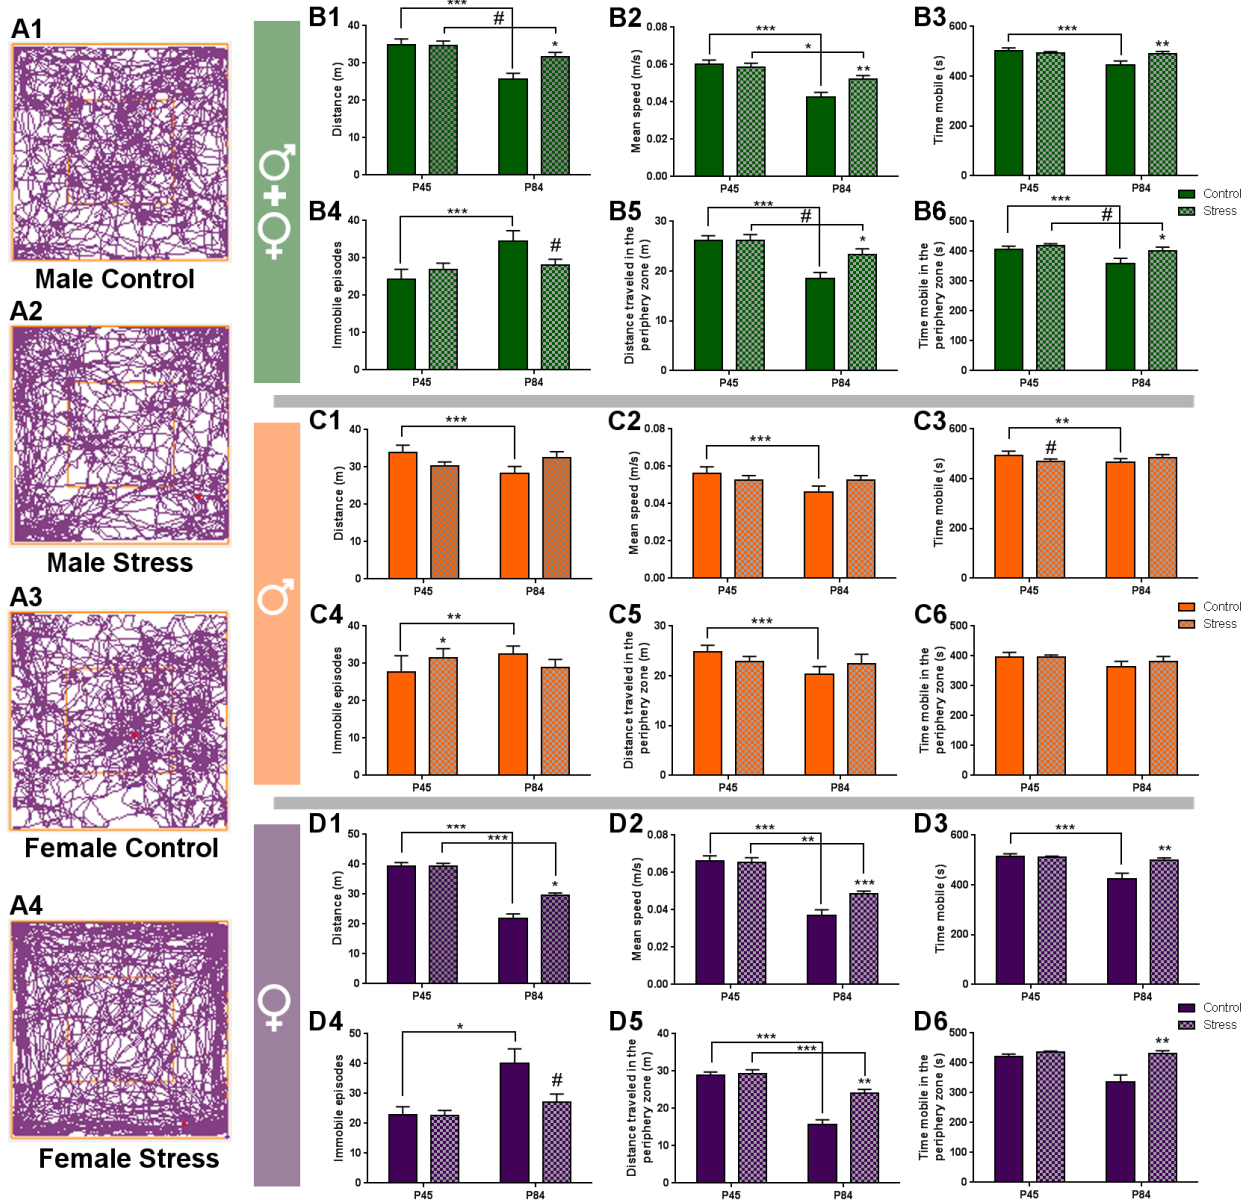 A1
Male Control
A2
Male Stress
A3
Female Control
A4
Female Stress
♂+♀
B1
Distance (m)
40
30
20
10
0
P45
P84
***
#
*
B2
Mean speed (m/s)
0.08
0.06
0.04
0.02
0.00
P45
P84
***
*
**
B3
Time mobile (s)
600
400
200
0
P45
P84
***
**
Control
Stress
B4
Immobile episodes
40
30
20
10
0
P45
P84
***
#
B5
Distance traveled in the
periphery zone (m)
30
20
10
0
P45
P84
***
#
*
B6
Time mobile in the
periphery zone (s)
500
400
300
200
100
0
P45
P84
***
#
*
♂
C1
Distance (m)
40
30
20
10
0
P45
P84
***
C2
Mean speed (m/s)
0.08
0.06
0.04
0.02
0.00
P45
P84
***
C3
Time mobile (s)
600
400
200
0
P45
P84
**
#
Control
Stress
C4
Immobile episodes
40
30
20
10
0
P45
P84
**
*
C5
Distance traveled in the
periphery zone (m)
30
20
10
0
P45
P84
***
C6
Time mobile in the
periphery zone (s)
500
400
300
200
100
0
P45
P84
♀
D1
Distance (m)
50
40
30
20
10
0
P45
P84
***
***
*
D2
Mean speed (m/s)
0.08
0.06
0.04
0.02
0.00
P45
P84
***
**
***
D3
Time mobile (s)
600
400
200
0
P45
P84
***
**
Control
Stress
D4
Immobile episodes
50
40
30
20
10
0
P45
P84
*
#
D5
Distance traveled in the
periphery zone (m)
40
30
20
10
0
P45
P84
***
***
**
D6
Time mobile in the
periphery zone (s)
500
400
300
200
100
0
P45
P84
**